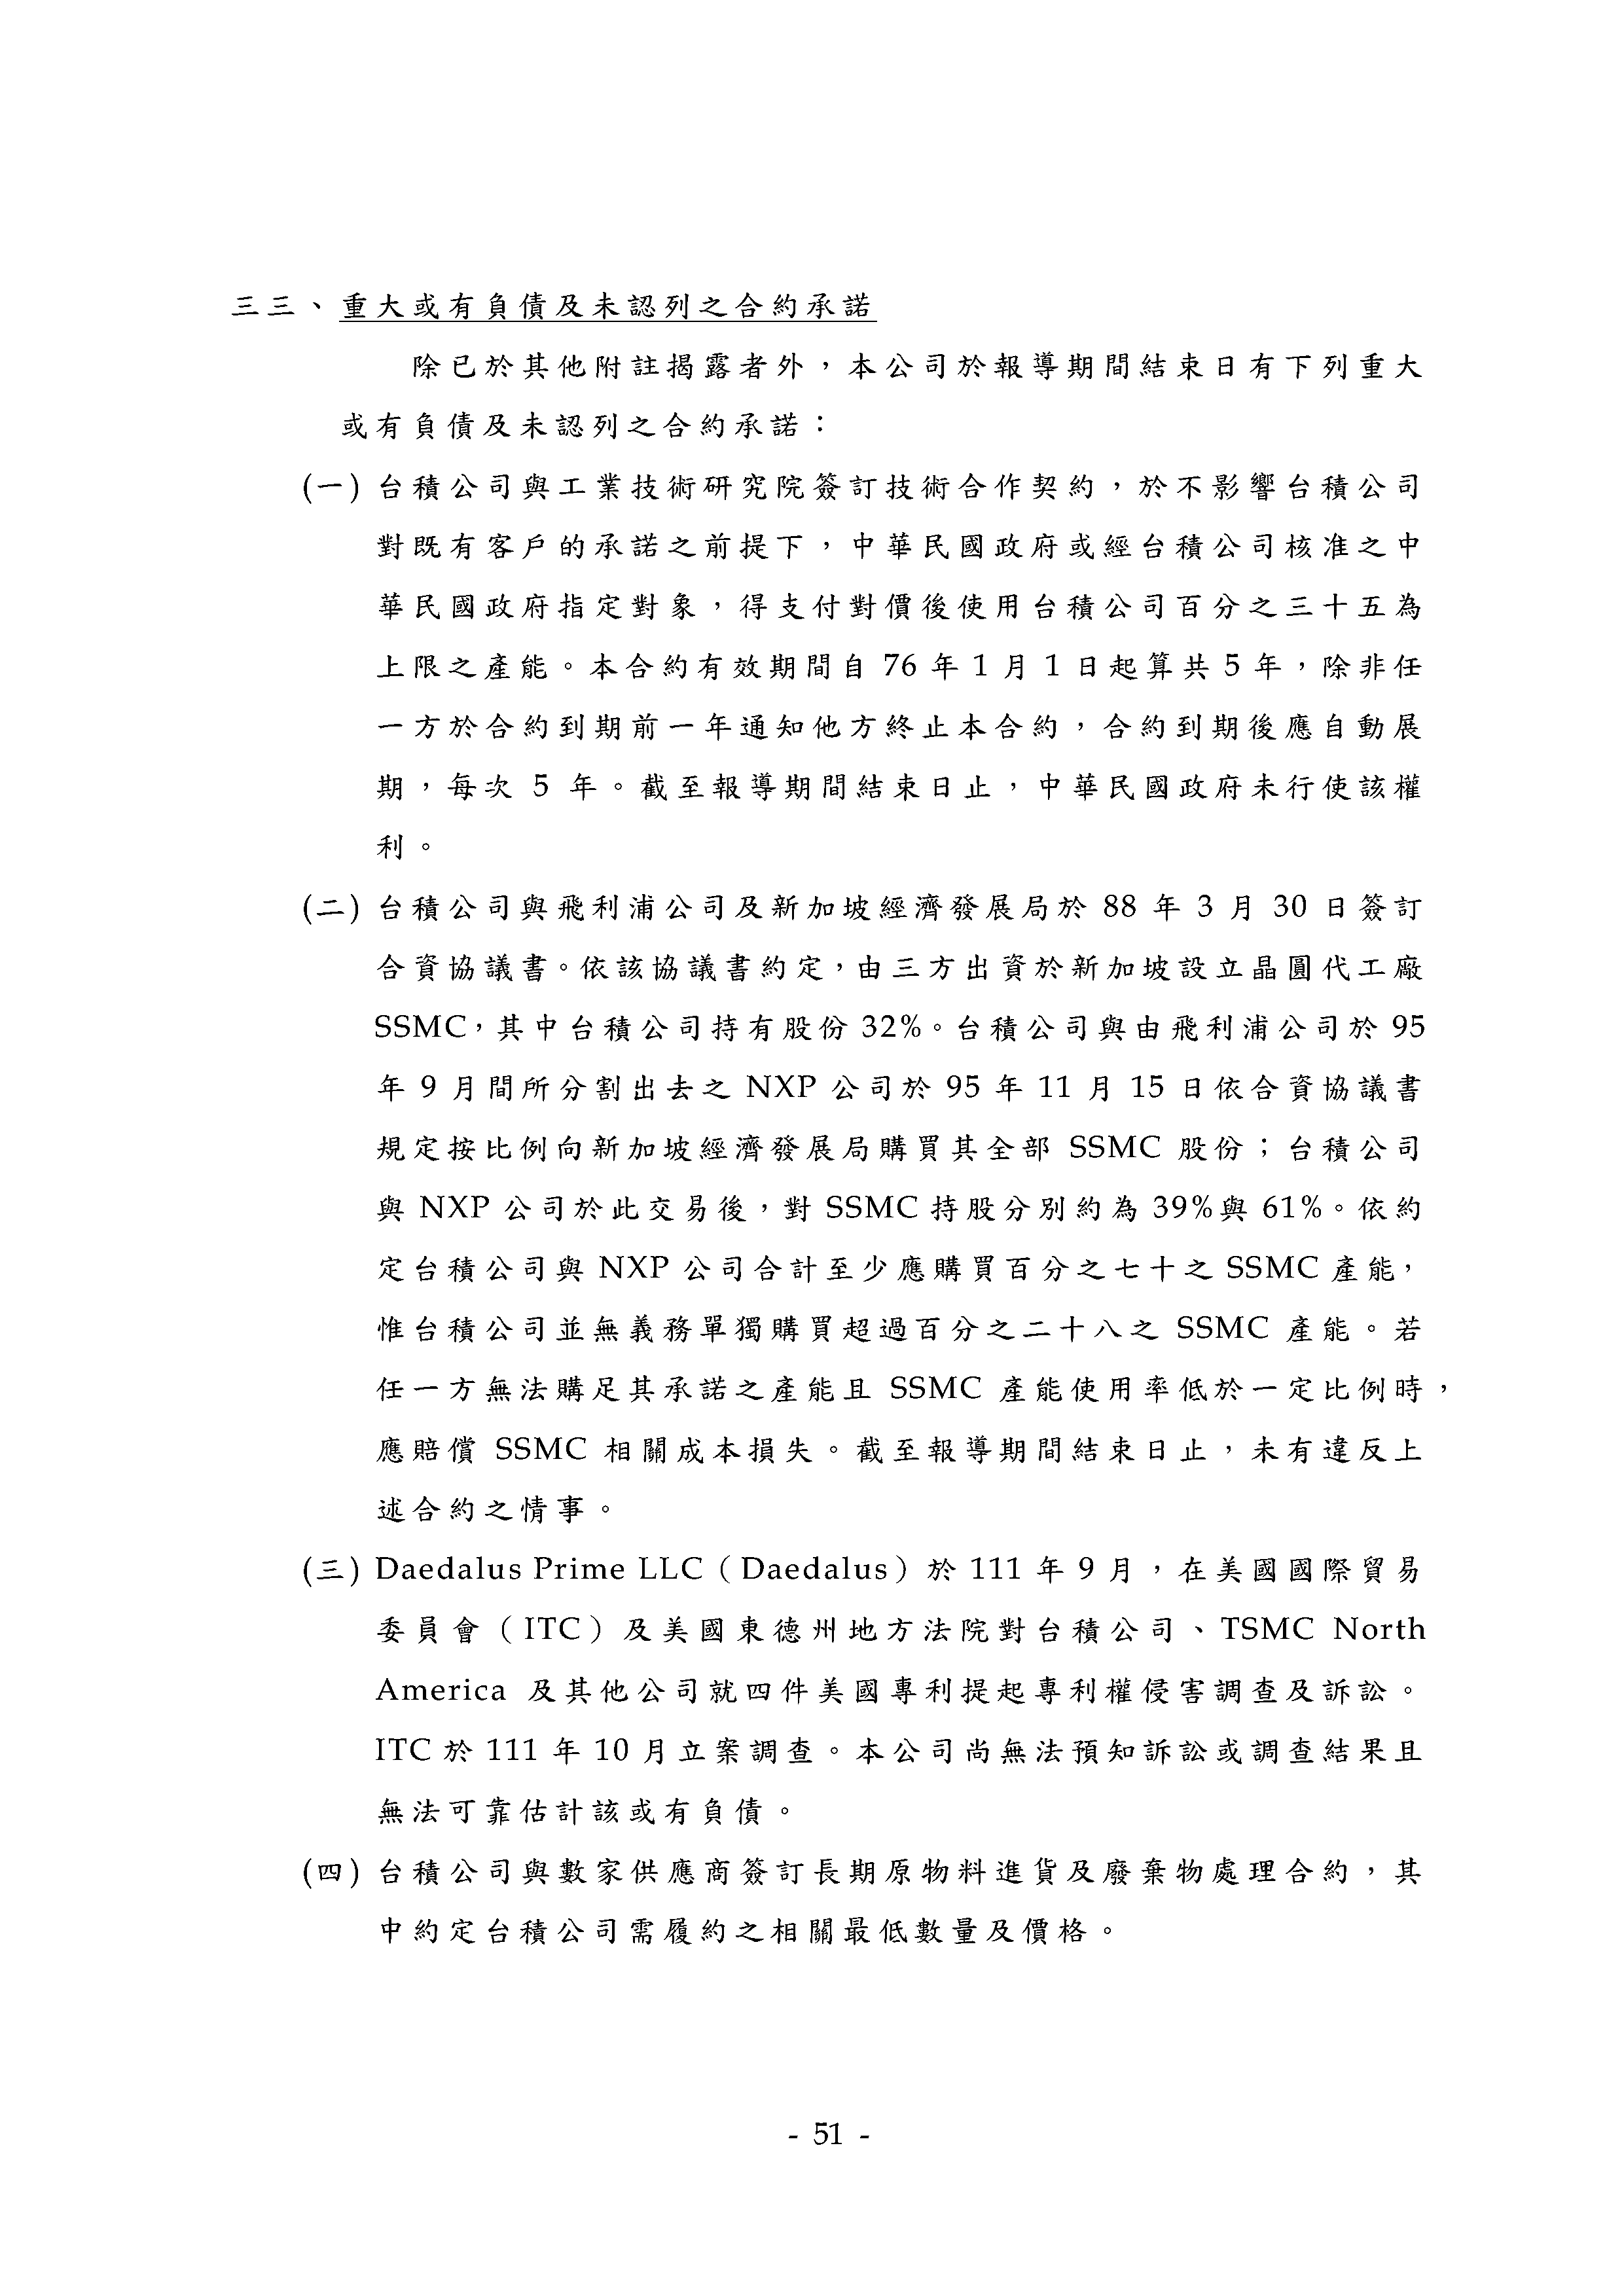 三三、重大或有負債及未認列之合約承諾
除已於其他附註揭露者外，本公司於報導期間結束日有下列重大
或有負債及未認列之合約承諾：
(一) 台積公司與工業技術研究院簽訂技術合作契約，於不影響台積公司
對既有客戶的承諾之前提下，中華民國政府或經台積公司核准之中
華民國政府指定對象，得支付對價後使用台積公司百分之三十五為
上限之產能。本合約有效期間自 76 年 1 月 1 日起算共 5 年，除非任
一方於合約到期前一年通知他方終止本合約，合約到期後應自動展
期，每次 5 年。截至報導期間結束日止，中華民國政府未行使該權
利。
(二) 台積公司與飛利浦公司及新加坡經濟發展局於 88 年 3 月 30 日簽訂
合資協議書。依該協議書約定，由三方出資於新加坡設立晶圓代工廠
SSMC，其中台積公司持有股份 32%。台積公司與由飛利浦公司於 95
年 9 月間所分割出去之 NXP 公司於 95 年 11 月 15 日依合資協議書
規定按比例向新加坡經濟發展局購買其全部 SSMC 股份；台積公司
與 NXP 公司於此交易後，對 SSMC 持股分別約為 39%與 61%。依約
定台積公司與 NXP 公司合計至少應購買百分之七十之 SSMC 產能，
惟台積公司並無義務單獨購買超過百分之二十八之 SSMC 產能。若
任一方無法購足其承諾之產能且 SSMC 產能使用率低於一定比例時，
應賠償 SSMC 相關成本損失。截至報導期間結束日止，未有違反上
述合約之情事。
(三) Daedalus Prime LLC（Daedalus）於 111 年 9 月，在美國國際貿易
委員會（ITC）及美國東德州地方法院對台積公司、TSMC North
America 及其他公司就四件美國專利提起專利權侵害調查及訴訟。
ITC 於 111 年 10 月立案調查。本公司尚無法預知訴訟或調查結果且
無法可靠估計該或有負債。
(四) 台積公司與數家供應商簽訂長期原物料進貨及廢棄物處理合約，其
中約定台積公司需履約之相關最低數量及價格。
- 51 -